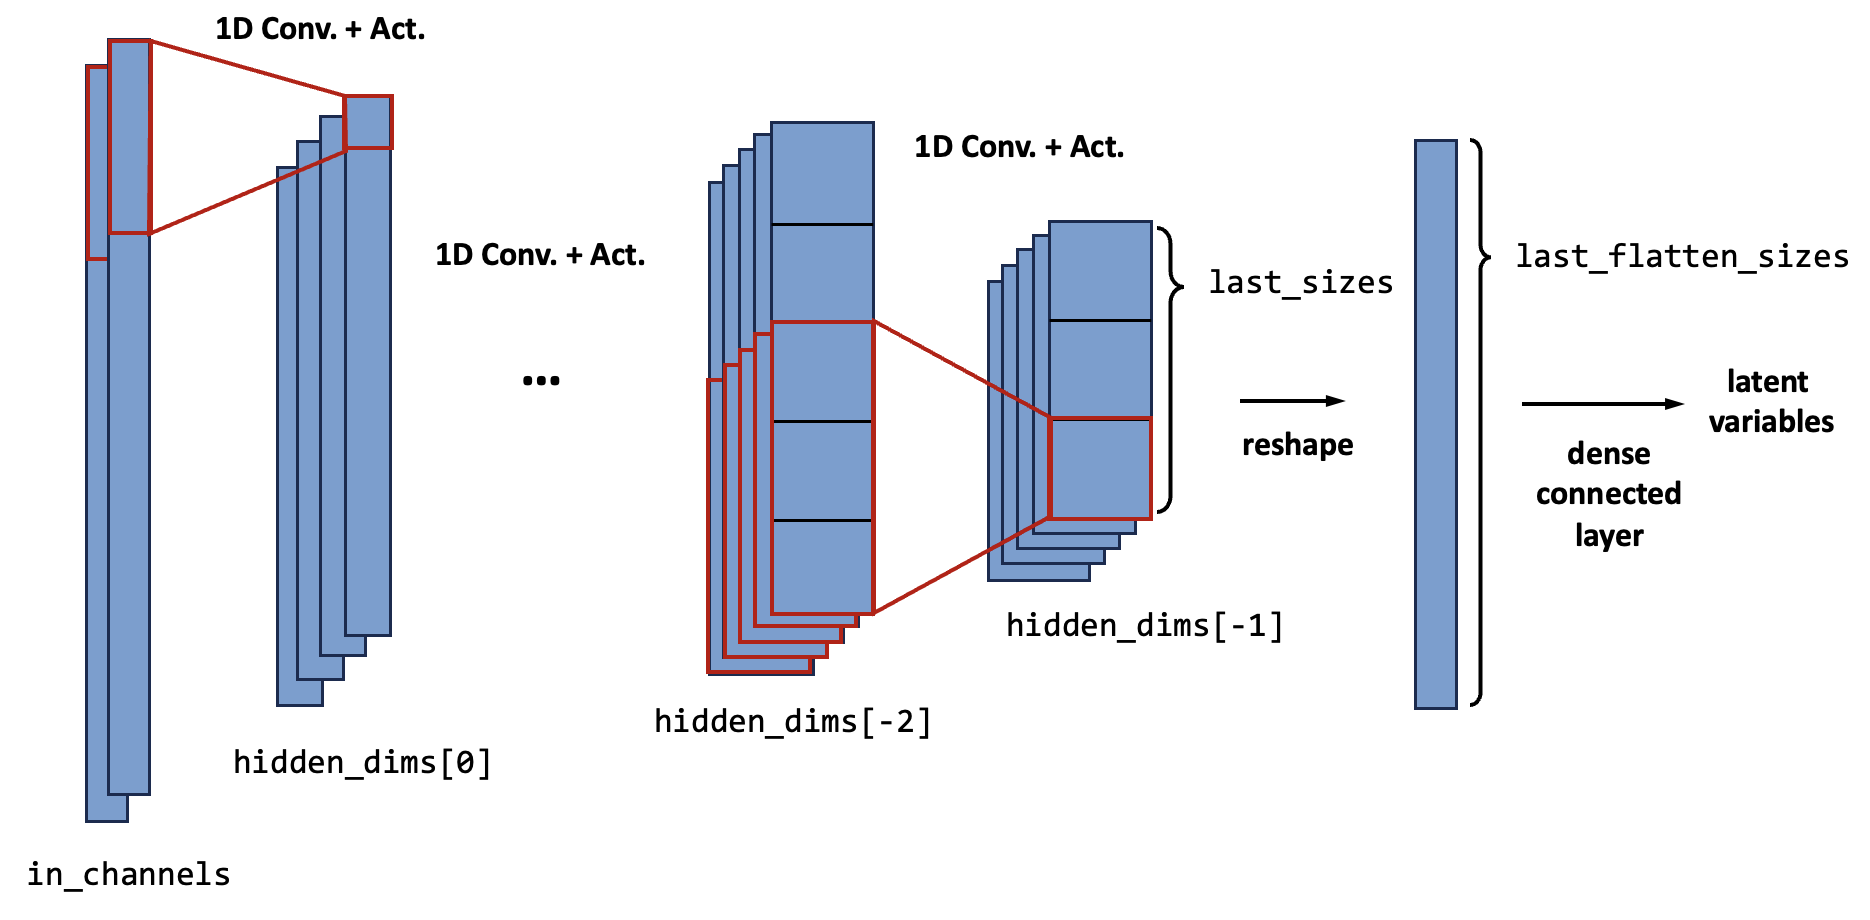 1D Conv. + Act.
1D Conv. + Act.
...
1D Conv. + Act.
last_sizes
last_flatten_sizes
reshape
dense
connected
layer
latent
variables
hidden_dims[-1]
hidden_dims[-2]
hidden_dims[0]
in_channels